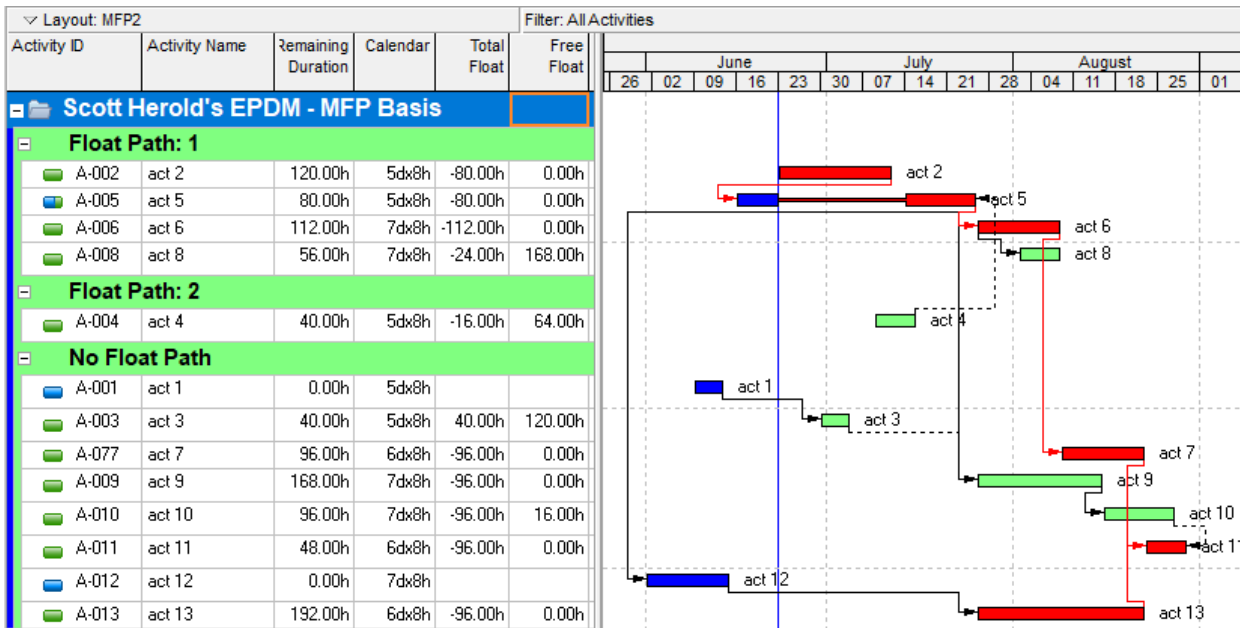 Layout: MFP2 Filter: All Activities
Activity ID Activity Name Remaining Duration Calendar Total Float Free Float
June July August
26 02 09 16 23 30 07 14 21 28 04 11 18 25 01
Scott Herold's EPDM - MFP Basis
Float Path: 1
A-002 act 2 120.00h 5dx8h -80.00h 0.00h act 2
A-005 act 5 80.00h 5dx8h -80.00h 0.00h act 5
A-006 act 6 112.00h 7dx8h -112.00h 0.00h act 6
A-008 act 8 56.00h 7dx8h -24.00h 168.00h act 8
Float Path: 2
A-004 act 4 40.00h 5dx8h -16.00h 64.00h act 4
No Float Path
A-001 act 1 0.00h 5dx8h act 1
A-003 act 3 40.00h 5dx8h 40.00h 120.00h act 3
A-077 act 7 96.00h 6dx8h -96.00h 0.00h act 7
A-009 act 9 168.00h 7dx8h -96.00h 0.00h act 9
A-010 act 10 96.00h 7dx8h -96.00h 16.00h act 10
A-011 act 11 48.00h 6dx8h -96.00h 0.00h act 11
A-012 act 12 0.00h 7dx8h act 12
A-013 act 13 192.00h 6dx8h -96.00h 0.00h act 13